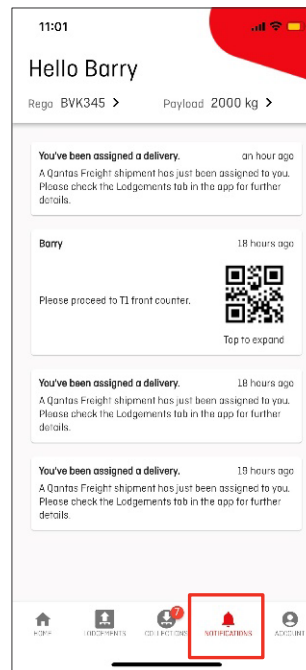 11:01
Hello Barry
Rego BVK345 > Payload 2000 kg >
You've been assigned a delivery. an hour ago
A Qantas Freight shipment has just been assigned to you.
Please check the Lodgements tab in the app for further
details.
Barry 18 hours ago
Please proceed to T1 front counter.
Tap to expand
You've been assigned a delivery. 18 hours ago
A Qantas Freight shipment has just been assigned to you.
Please check the Lodgements tab in the app for further
details.
You've been assigned a delivery. 19 hours ago
A Qantas Freight shipment has just been assigned to you.
Please check the Lodgements tab in the app for further
details.
7
HOME LODGEMENTS COLLECTIONS NOTIFICATIONS ACCOUNT